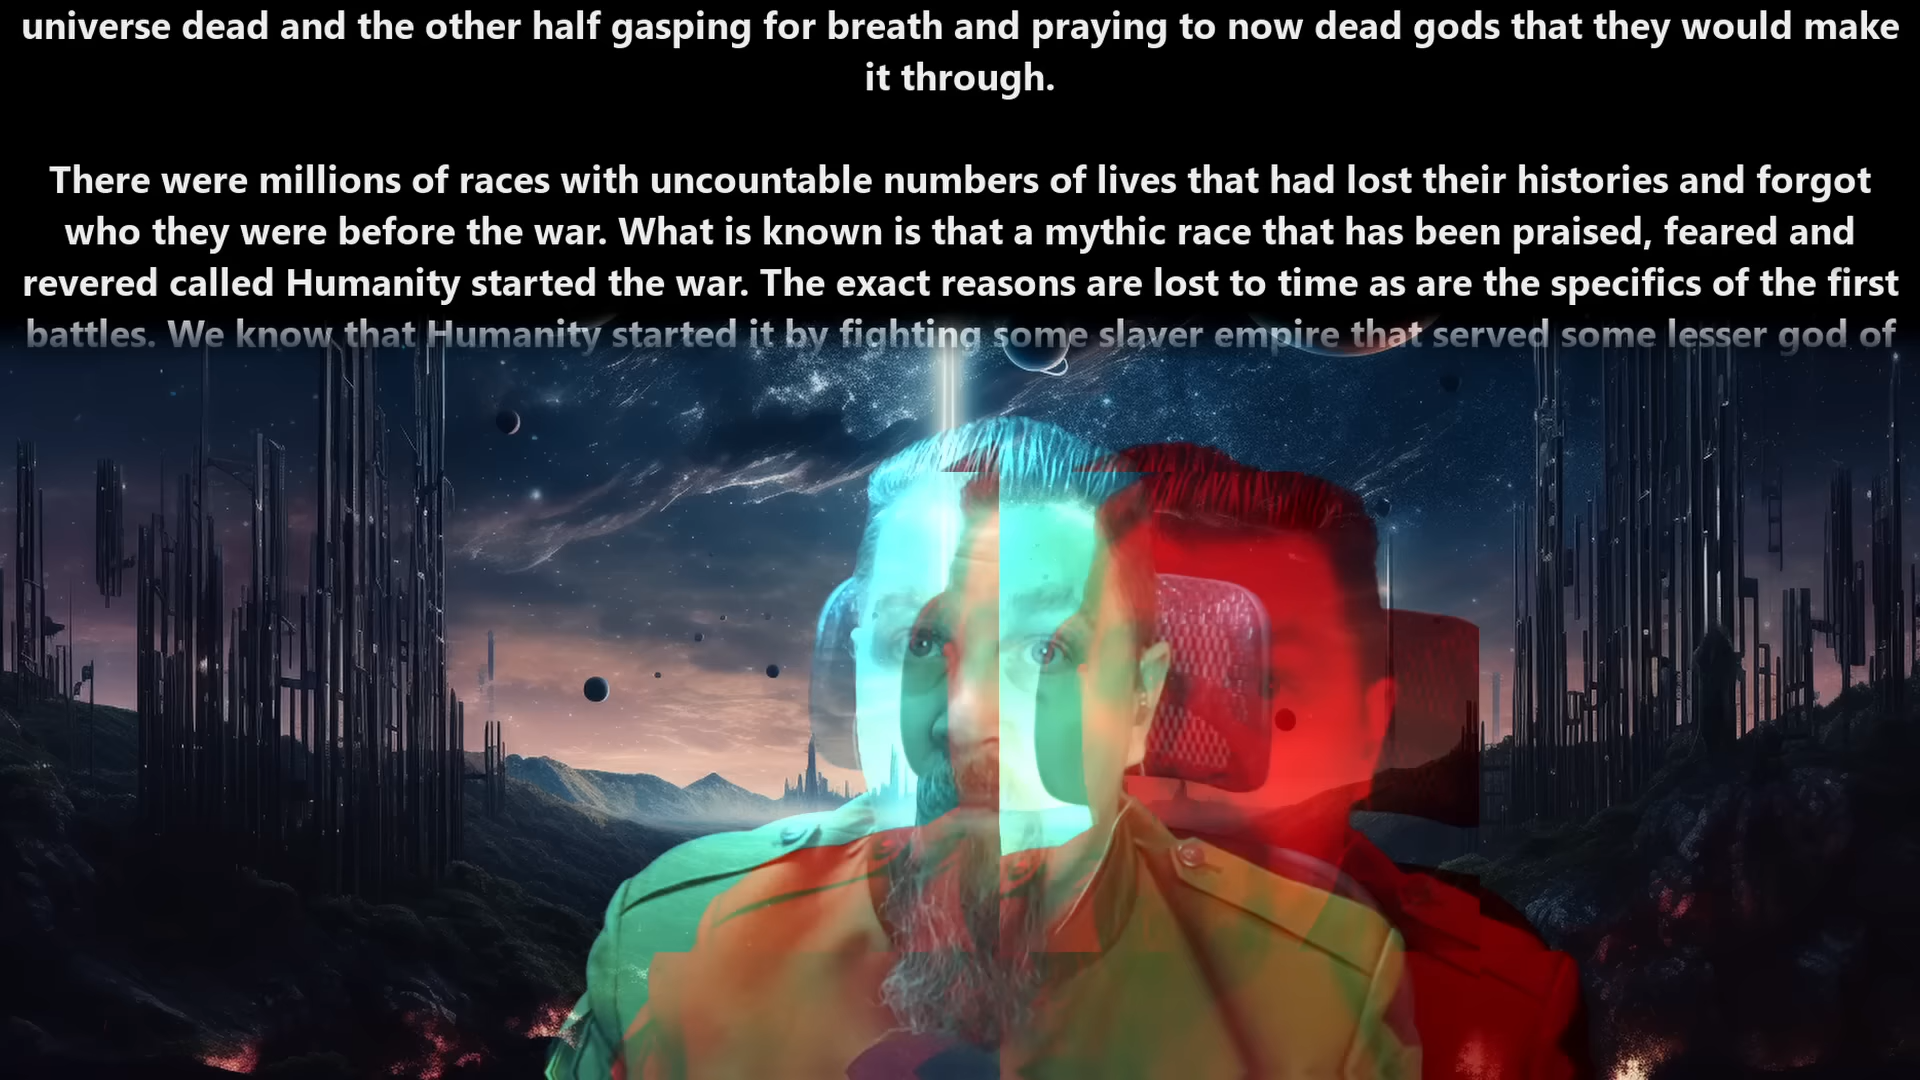 universe dead and the other half gasping for breath and praying to now dead gods that they would make
it through.
There were millions of races with uncountable numbers of lives that had lost their histories and forgot
who they were before the war. What is known is that a mythic race that has been praised, feared and
revered called Humanity started the war. The exact reasons are lost to time as are the specifics of the first
battles. We know that Humanity started it by fighting some slaver empire that served some lesser god of